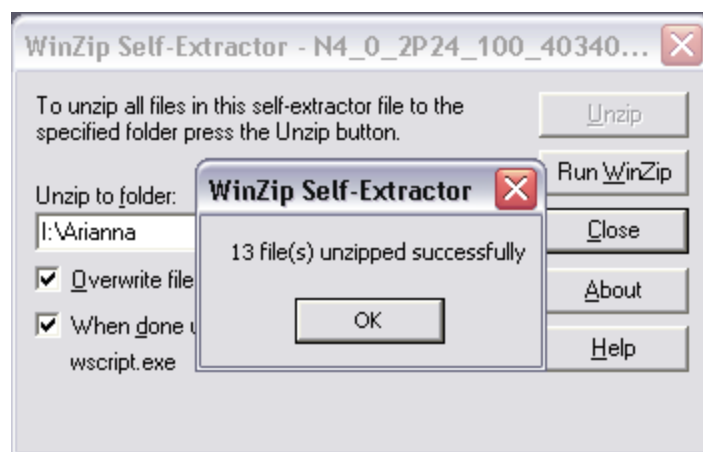 WinZip Self-Extractor - N4_0_2P24_100_40340...
To unzip all files in this self-extractor file to the
specified folder press the Unzip button.
Unzip to folder:
I:\Arianna
Overwrite file
When done u
wscript.exe
Unzip
Run WinZip
Close
About
Help
WinZip Self-Extractor
13 file(s) unzipped successfully
OK